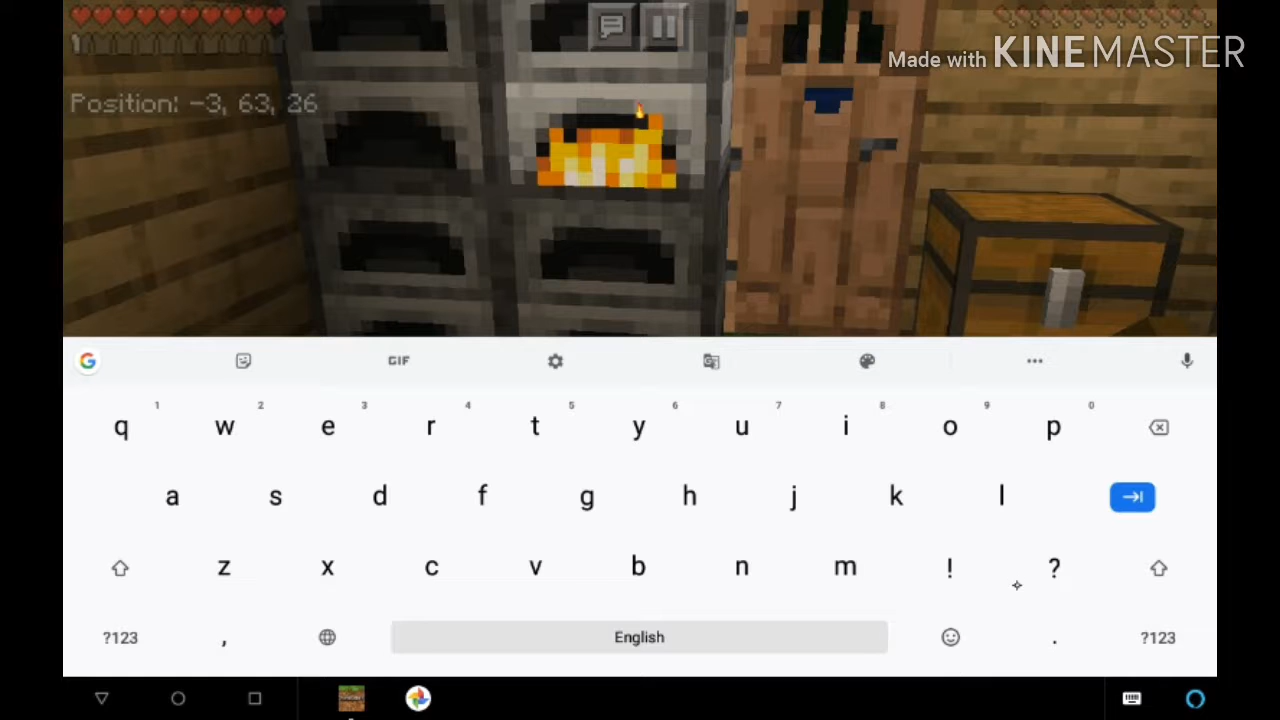 Made with KINEMASTER
Position: -3, 63, 26
G GIF
1 2 3 4 5 6 7 8 9 0
q w e r t y u i o p
a s d f g h j k l
z x c v b n m ! ?
?123 , English . ?123